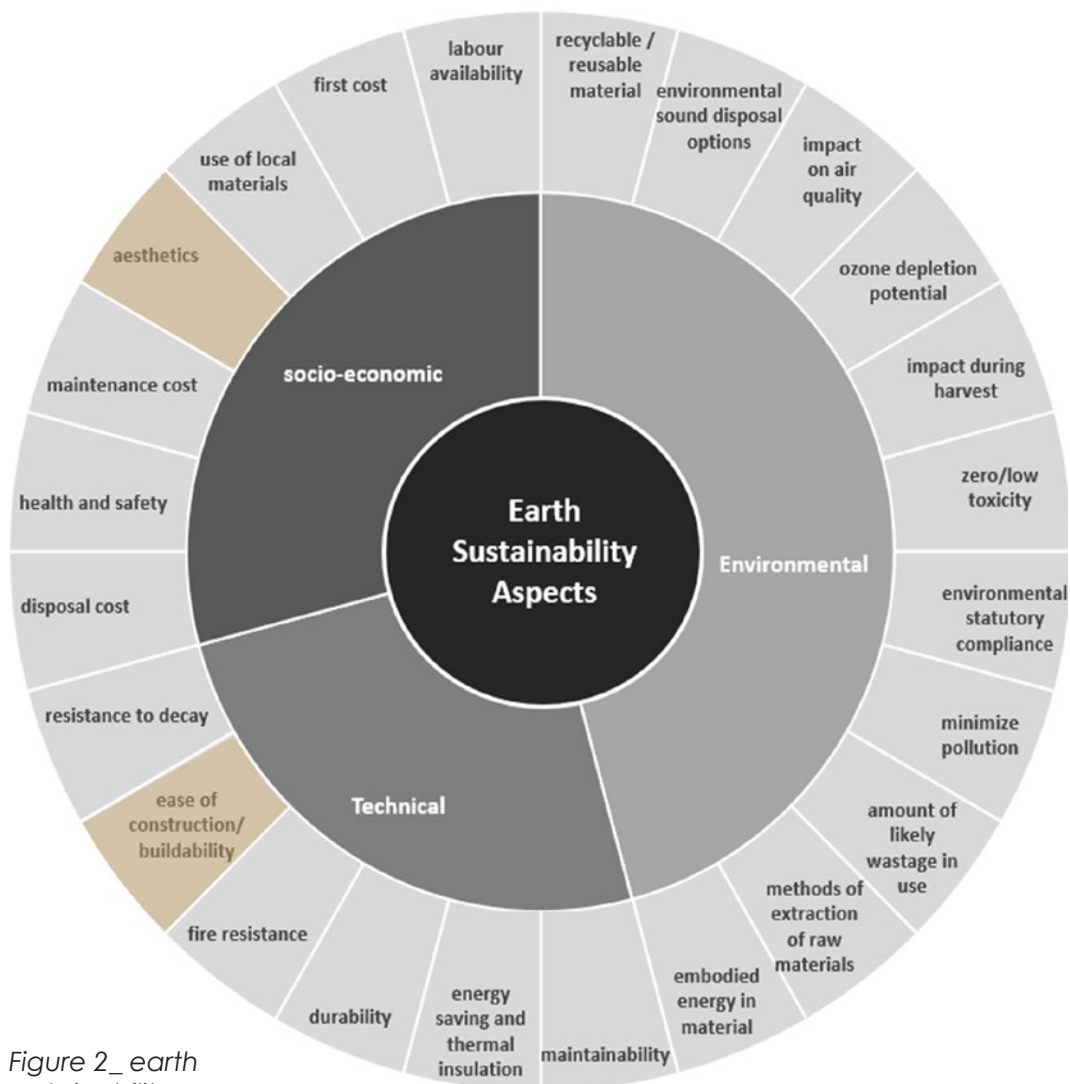 Earth
Sustainability
Aspects
socio-economic
Environmental
Technical
labour
availability
recyclable /
reusable
material
environmental
sound disposal
options
impact
on air
quality
ozone depletion
potential
impact during
harvest
zero/low
toxicity
environmental
statutory
compliance
minimize
pollution
amount of
likely
wastage in
use
methods of
extraction
of raw
materials
embodied
energy in
material
maintainability
energy
saving and
thermal
insulation
durability
fire resistance
ease of
construction/
buildability
resistance to decay
disposal cost
health and safety
maintenance cost
aesthetics
use of local
materials
first cost
Figure 2_ earth